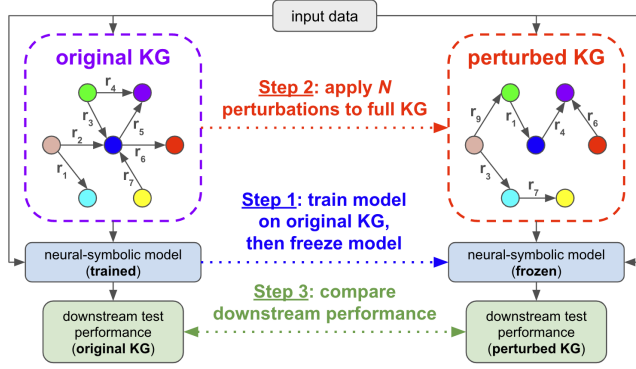 input data
original KG
perturbed KG
r4
r3
r5
r2
r6
r1
r7
Step 2: apply N
perturbations to full KG
r9
r1
r4
r6
r3
r7
Step 1: train model
on original KG,
then freeze model
neural-symbolic model
(trained)
neural-symbolic model
(frozen)
Step 3: compare
downstream performance
downstream test
performance
(original KG)
downstream test
performance
(perturbed KG)